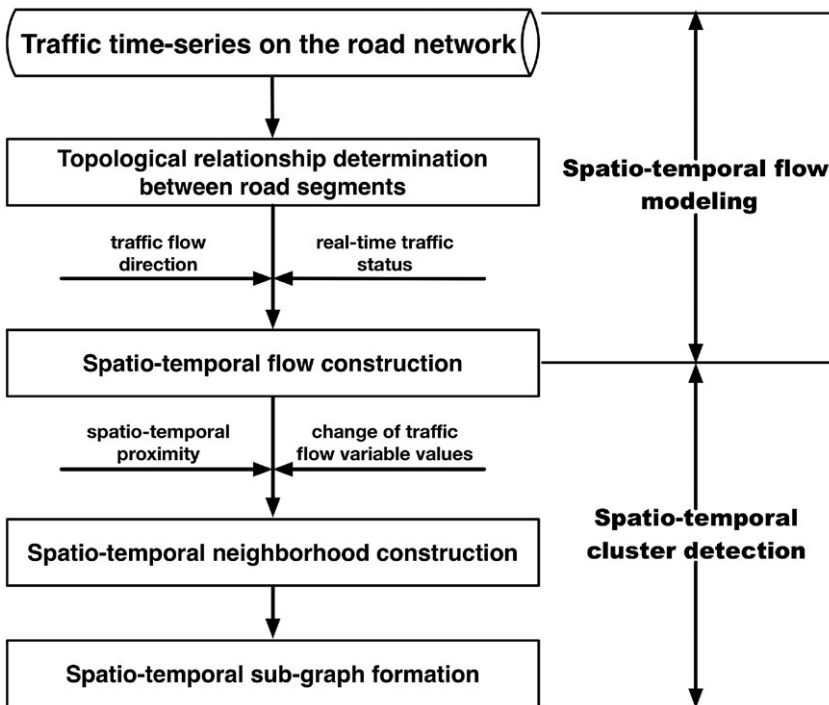 Traffic time-series on the road network
Topological relationship determination
between road segments
Spatio-temporal flow
modeling
traffic flow
direction
real-time traffic
status
Spatio-temporal flow construction
spatio-temporal
proximity
change of traffic
flow variable values
Spatio-temporal
cluster detection
Spatio-temporal neighborhood construction
Spatio-temporal sub-graph formation